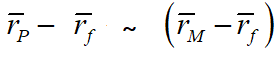 r̄_P − r̄_f ~ (r̄_M − r̄_f)